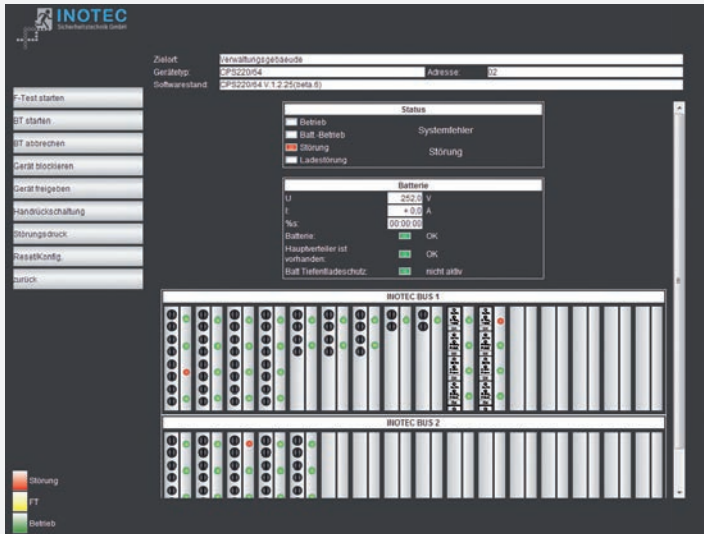 INOTEC
Sicherheitstechnik GmbH
Zielort: Verwaltungsgebaeude
Gerätetyp: CPS220/64 Adresse: 02
Softwarestand: CPS220/64 V.1.2.25(beta.6)
F-Test starten
BT starten
BT abbrechen
Gerät blockieren
Gerät freigeben
Handrückschaltung
Störungsdruck
Reset/Konfig.
zurück
Status
Betrieb
Batt.-Betrieb
Störung
Ladestörung
Systemfehler
Störung
Batterie
U: 252,0 V
I: + 0,0 A
%s: 00:00:00
Batterie: OK
Hauptverteiler ist
vorhanden: OK
Batt Tiefentladeschutz: nicht aktiv
INOTEC BUS 1
INOTEC BUS 2
Störung
FT
Betrieb